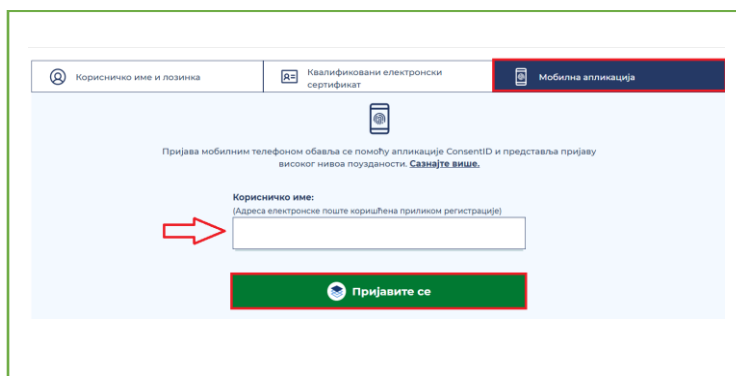 Корисничко име и лозинка
Квалификовани електронски
сертификат
Мобилна апликација
Пријава мобилним телефоном обавља се помоћу апликације ConsentID и представља пријаву
високог нивоа поузданости. Сазнајте више.
Корисничко име:
(Адреса електронске поште коришћена приликом регистрације)
Пријавите се